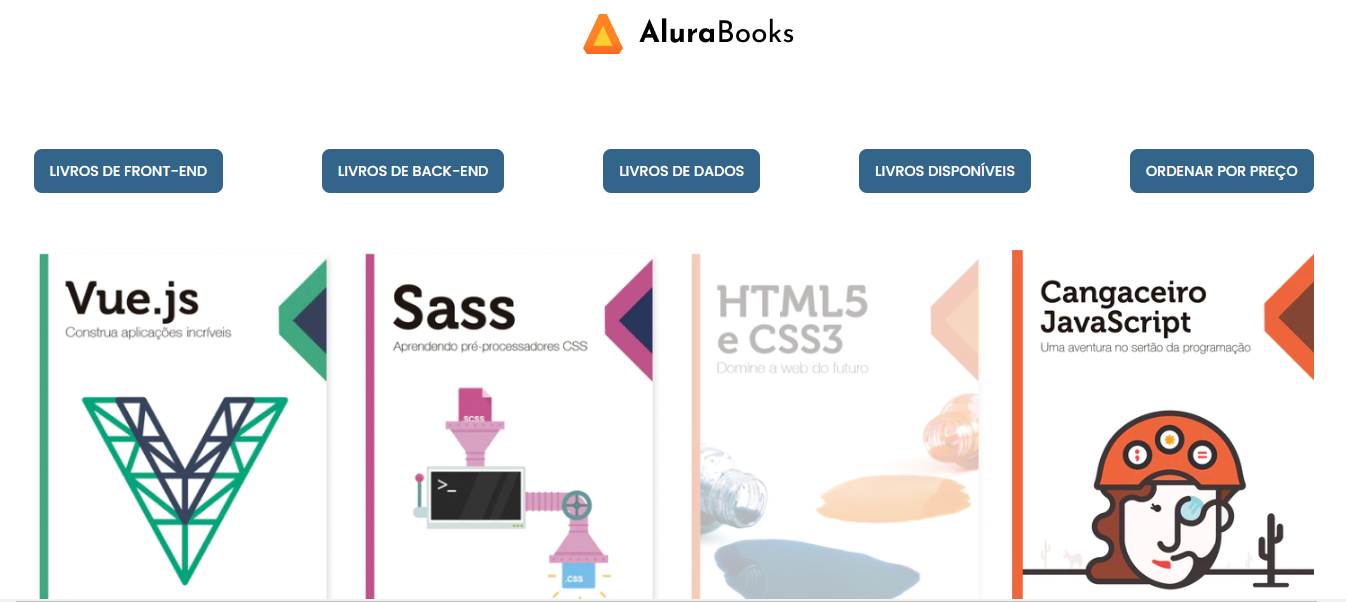 AluraBooks
LIVROS DE FRONT-END
LIVROS DE BACK-END
LIVROS DE DADOS
LIVROS DISPONÍVEIS
ORDENAR POR PREÇO
Vue.js
Construa aplicações incríveis
Sass
Aprendendo pré-processadores CSS
SCSS
>_
.CSS
HTML5
e CSS3
Domine a web do futuro
Cangaceiro
JavaScript
Uma aventura no sertão da programação
; * =